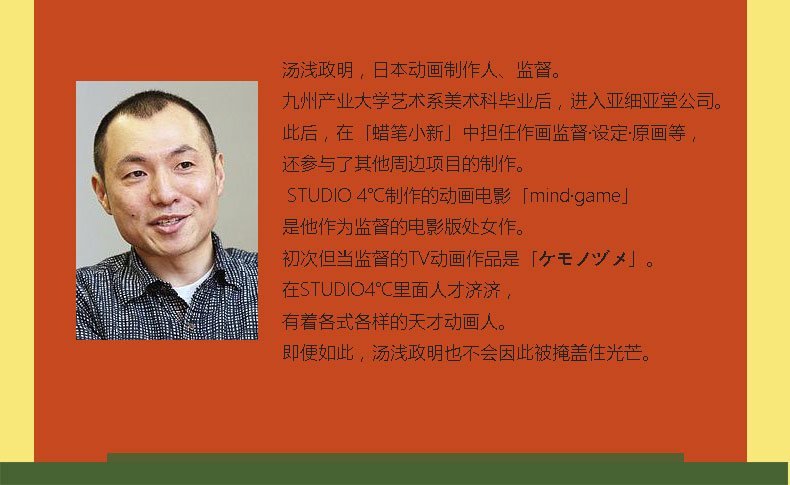 汤浅政明，日本动画制作人、监督。
九州产业大学艺术系美术科毕业后，进入亚细亚堂公司。
此后，在「蜡笔小新」中担任作画监督·设定·原画等，
还参与了其他周边项目的制作。
STUDIO 4℃制作的动画电影「mind·game」
是他作为监督的电影版处女作。
初次但当监督的TV动画作品是「ケモノヅメ」。
在STUDIO4℃里面人才济济，
有着各式各样的天才动画人。
即便如此，汤浅政明也不会因此被掩盖住光芒。